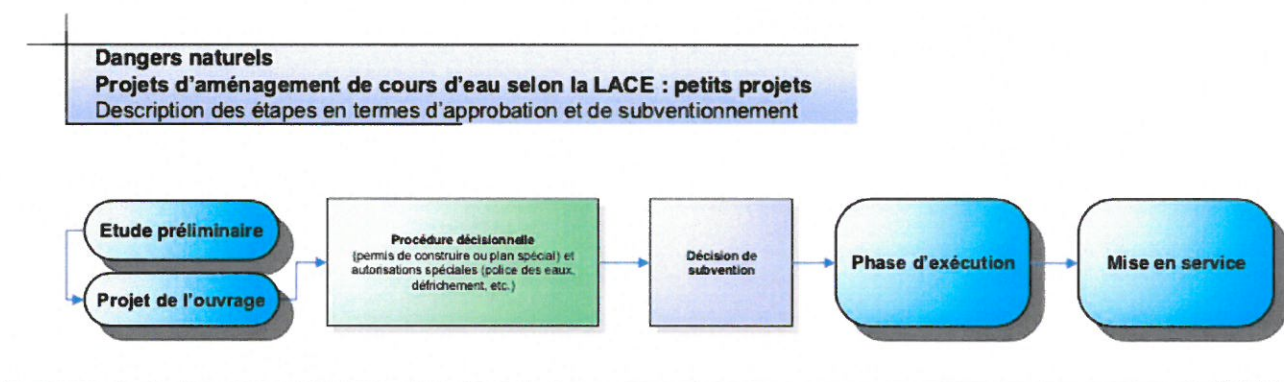 Dangers naturels
Projets d'aménagement de cours d'eau selon la LACE : petits projets
Description des étapes en termes d'approbation et de subventionnement
Etude préliminaire
Projet de l'ouvrage
Procédure décisionnelle
(permis de construire ou plan spécial) et
autorisations spéciales (police des eaux,
défrichement, etc.)
Décision de
subvention
Phase d'exécution
Mise en service